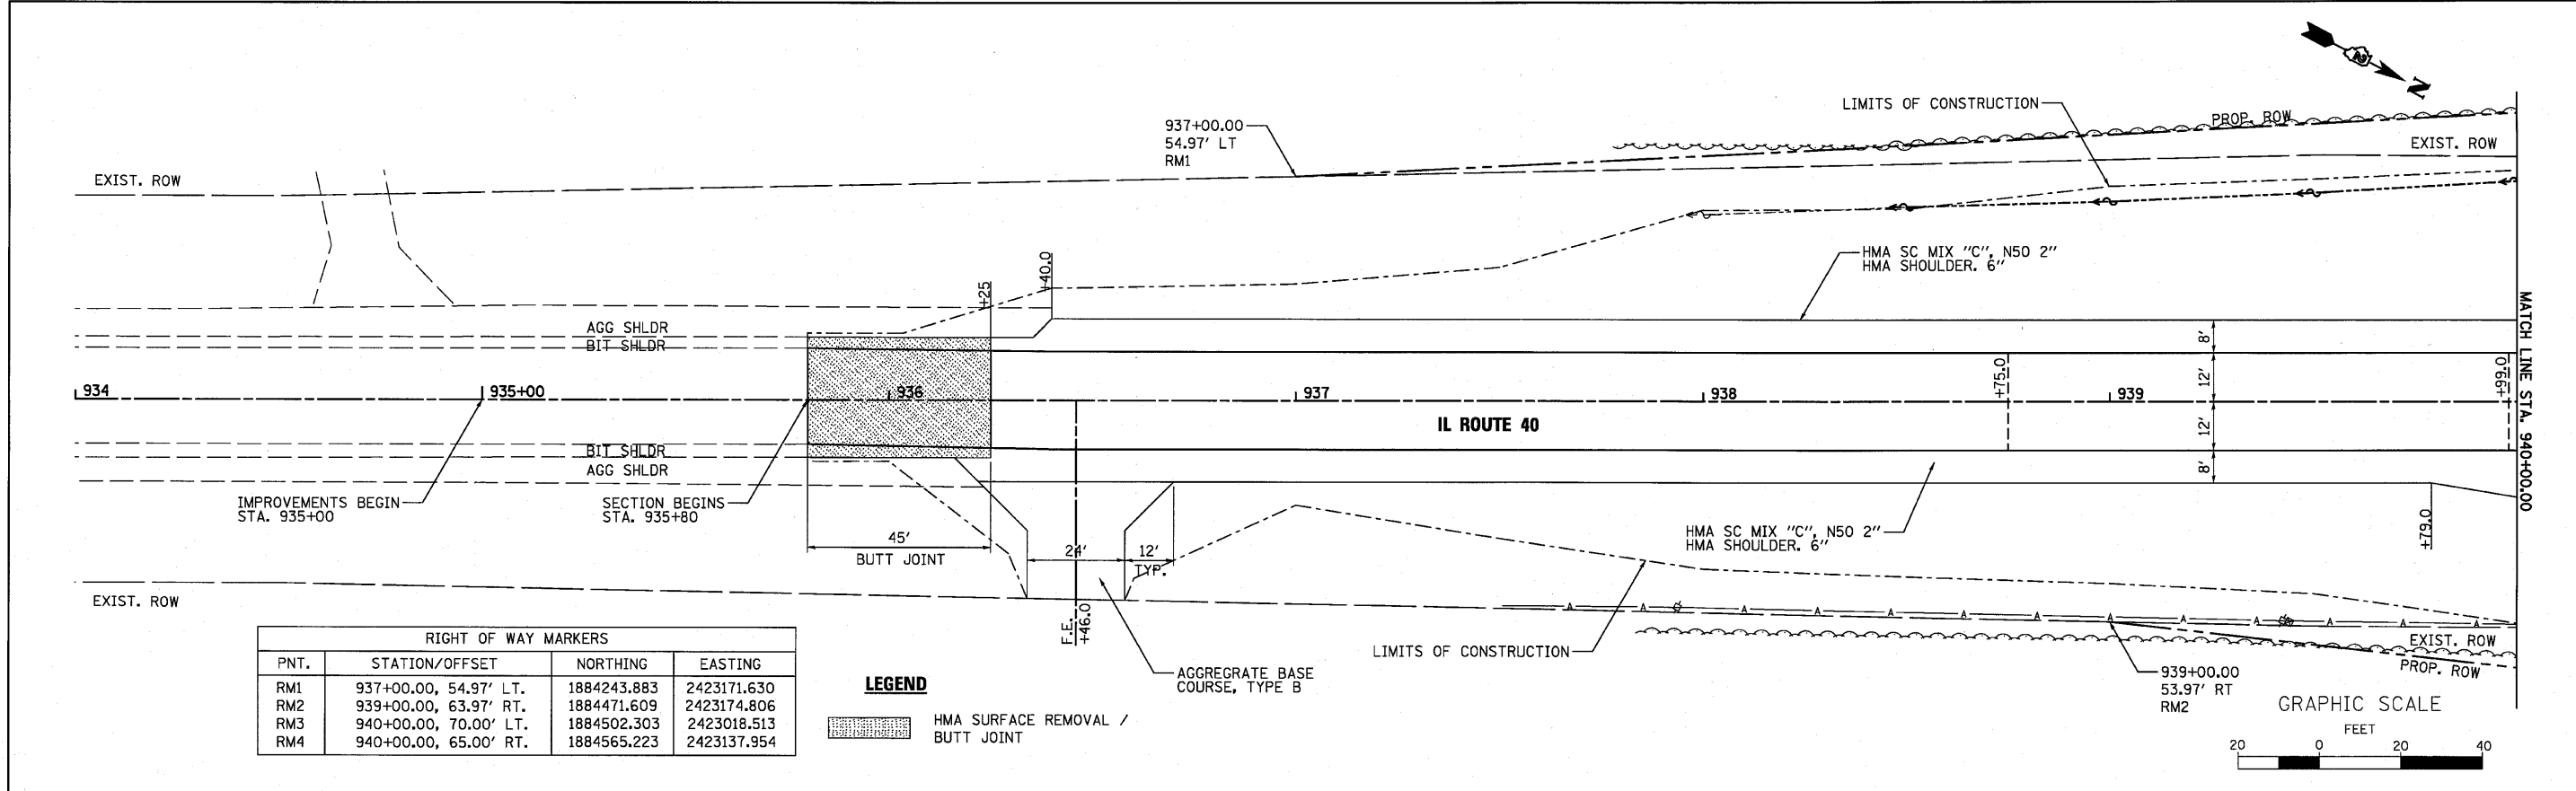 N
LIMITS OF CONSTRUCTION
PROP. ROW
937+00.00
54.97' LT
RM1
EXIST. ROW
EXIST. ROW
+40.0
+25
HMA SC MIX "C", N50 2"
HMA SHOULDER. 6"
AGG SHLDR
BIT SHLDR
8'
12'
+75.0
+99.0
934
935+00
936
937
938
939
IL ROUTE 40
12'
8'
MATCH LINE STA. 940+00.00
BIT SHLDR
AGG SHLDR
IMPROVEMENTS BEGIN
STA. 935+00
SECTION BEGINS
STA. 935+80
45'
BUTT JOINT
24'
12'
TYP.
HMA SC MIX "C", N50 2"
HMA SHOULDER. 6"
+79.0
EXIST. ROW
F.E.
+46.0
LIMITS OF CONSTRUCTION
A A A A A A A A A A A A A
EXIST. ROW
PROP. ROW
939+00.00
53.97' RT
RM2
AGGREGRATE BASE
COURSE, TYPE B
RIGHT OF WAY MARKERS
PNT. STATION/OFFSET NORTHING EASTING
RM1 937+00.00, 54.97' LT. 1884243.883 2423171.630
RM2 939+00.00, 63.97' RT. 1884471.609 2423174.806
RM3 940+00.00, 70.00' LT. 1884502.303 2423018.513
RM4 940+00.00, 65.00' RT. 1884565.223 2423137.954
LEGEND
HMA SURFACE REMOVAL /
BUTT JOINT
GRAPHIC SCALE
FEET
20 0 20 40